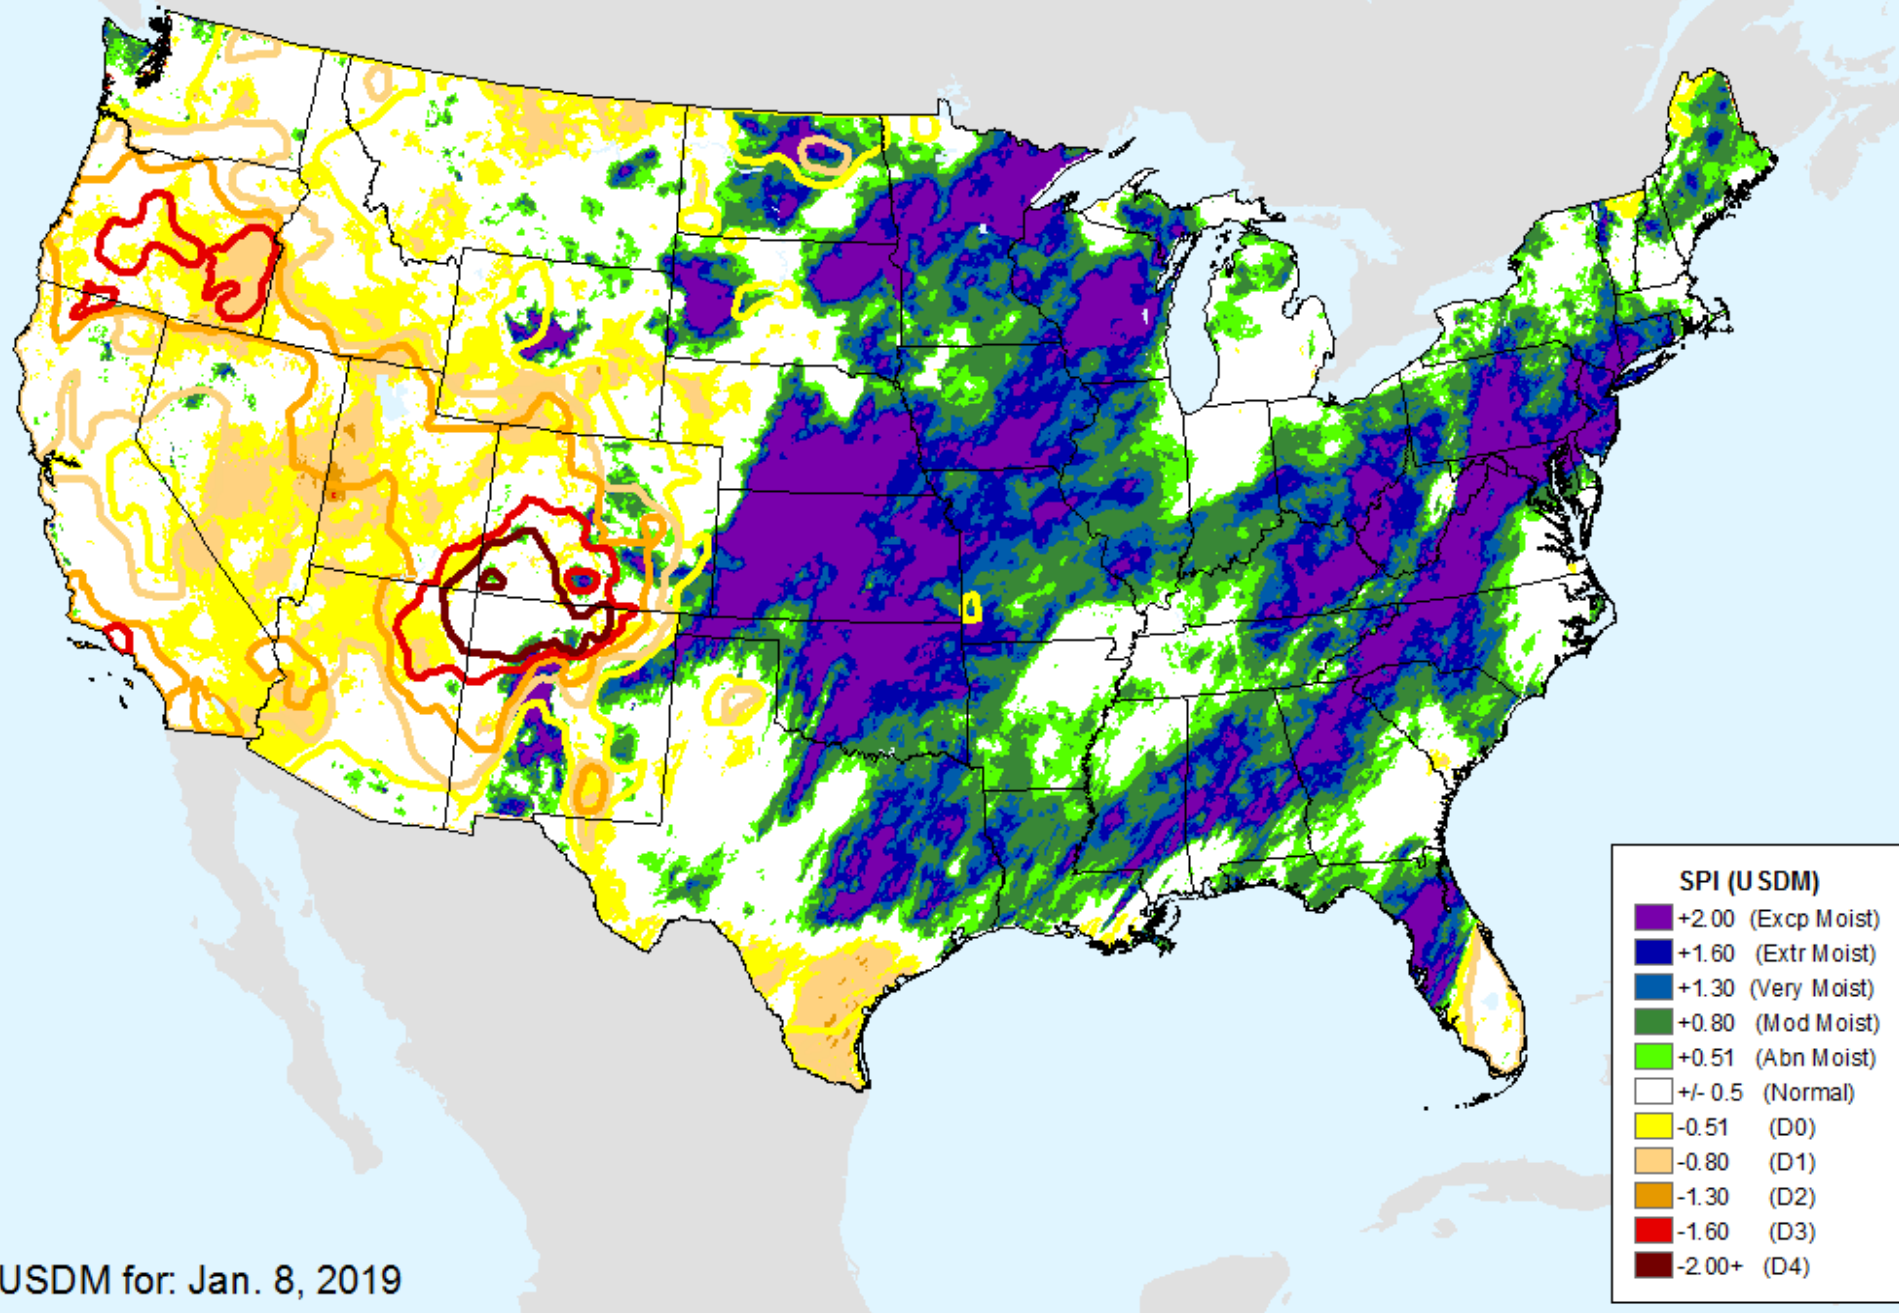 SPI (USDM)
+2.00 (Excp Moist)
+1.60 (Extr Moist)
+1.30 (Very Moist)
+0.80 (Mod Moist)
+0.51 (Abn Moist)
+/- 0.5 (Normal)
-0.51 (D0)
-0.80 (D1)
-1.30 (D2)
-1.60 (D3)
-2.00+ (D4)
USDM for: Jan. 8, 2019